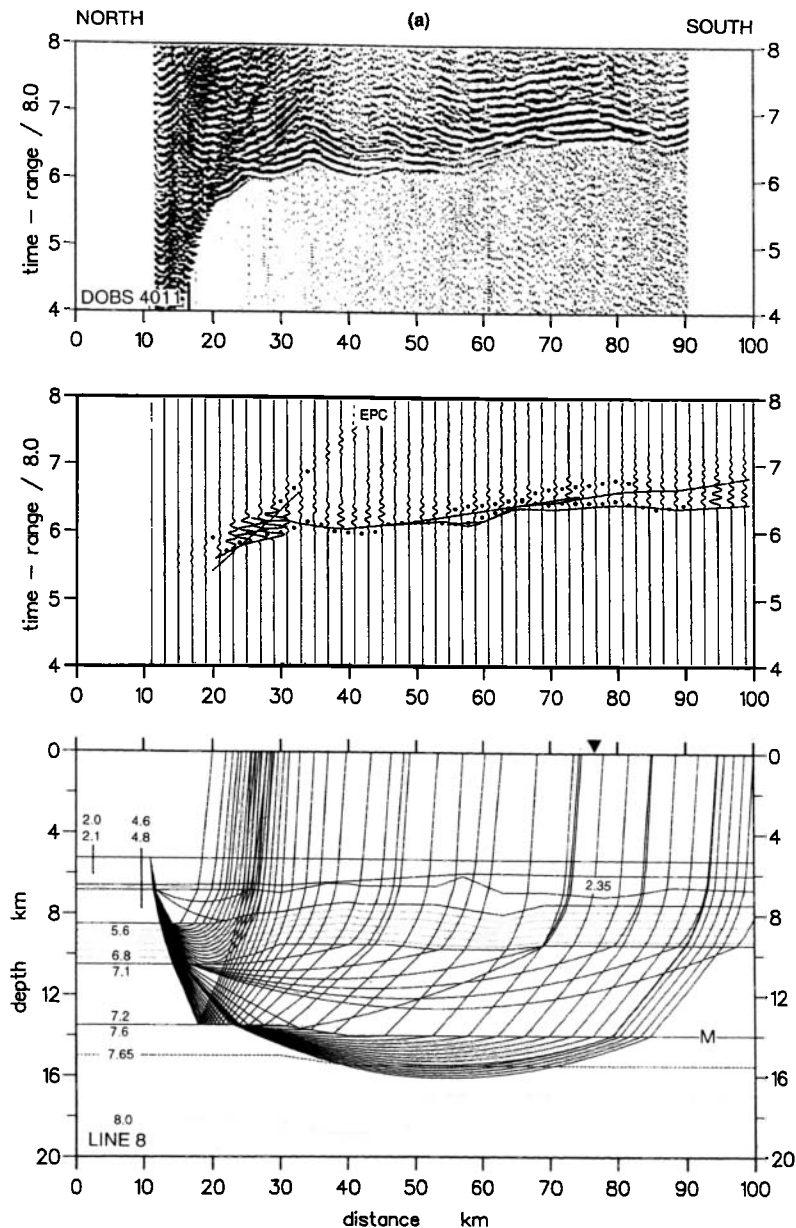 NORTH (a) SOUTH
8 8
7 7
6 6
5 5
4 4
time – range / 8.0
DOBS 4011
0 10 20 30 40 50 60 70 80 90 100
8 8
EPC
7 7
6 6
5 5
4 4
time – range / 8.0
0 10 20 30 40 50 60 70 80 90 100
0 0
2.0 4.6
4 4
2.1 4.8
2.35
8 8
5.6
6.8
7.1
12 12
7.2
7.6 M
7.65
16 16
8.0
LINE 8
20 20
depth km
0 10 20 30 40 50 60 70 80 90 100
distance km